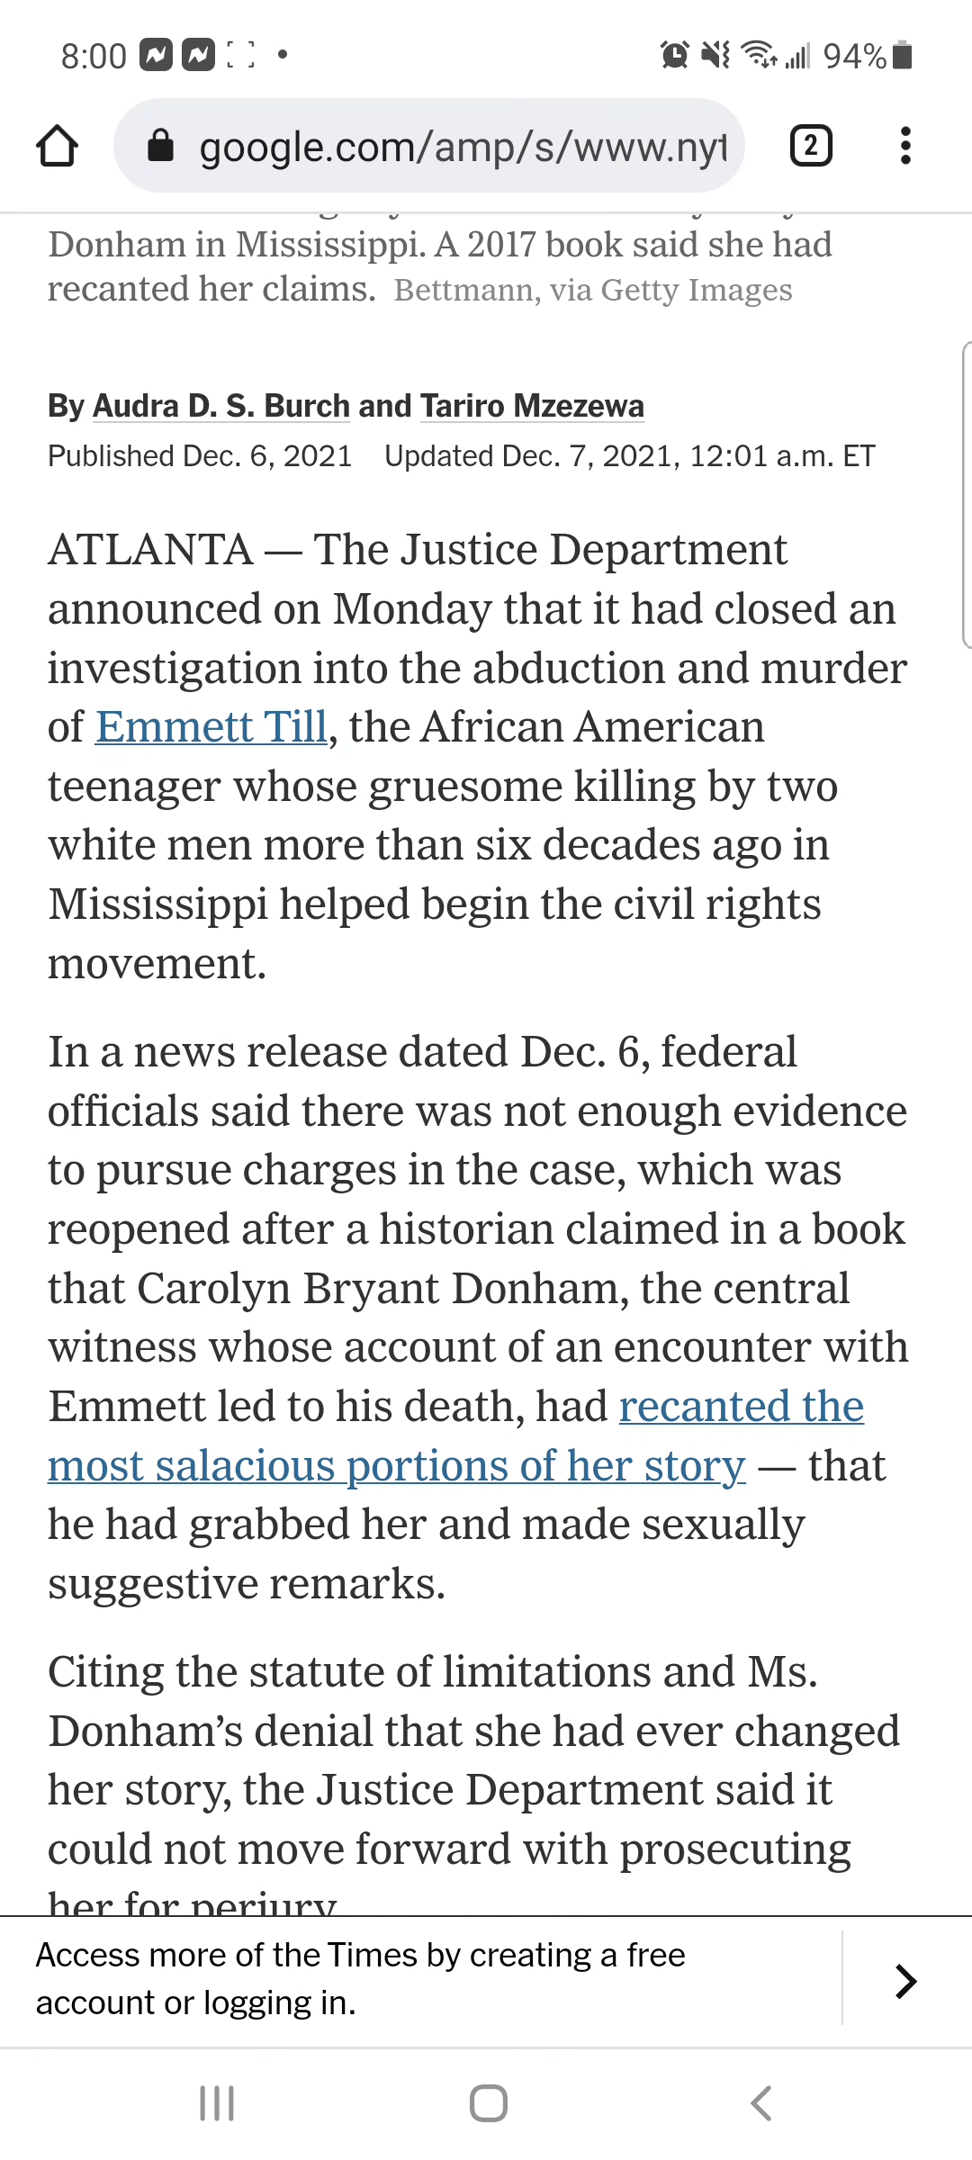 8:00
94%
google.com/amp/s/www.nyt
2
Donham in Mississippi. A 2017 book said she had
recanted her claims. Bettmann, via Getty Images
By Audra D. S. Burch and Tariro Mzezewa
Published Dec. 6, 2021 Updated Dec. 7, 2021, 12:01 a.m. ET
ATLANTA — The Justice Department
announced on Monday that it had closed an
investigation into the abduction and murder
of Emmett Till, the African American
teenager whose gruesome killing by two
white men more than six decades ago in
Mississippi helped begin the civil rights
movement.
In a news release dated Dec. 6, federal
officials said there was not enough evidence
to pursue charges in the case, which was
reopened after a historian claimed in a book
that Carolyn Bryant Donham, the central
witness whose account of an encounter with
Emmett led to his death, had recanted the
most salacious portions of her story — that
he had grabbed her and made sexually
suggestive remarks.
Citing the statute of limitations and Ms.
Donham’s denial that she had ever changed
her story, the Justice Department said it
could not move forward with prosecuting
her for perjury
Access more of the Times by creating a free
account or logging in.